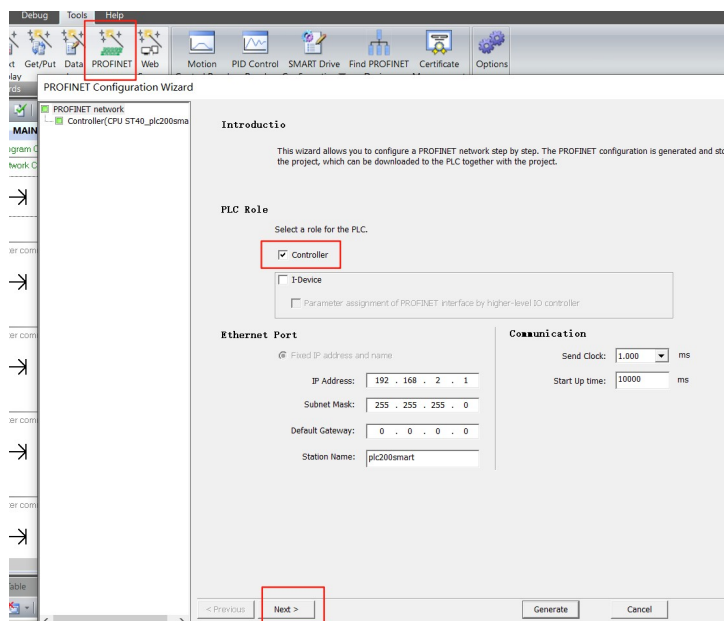 Debug Tools Help
Get/Put Data PROFINET Web Motion PID Control SMART Drive Find PROFINET Certificate Options
PROFINET Configuration Wizard
PROFINET network
Controller(CPU ST40_plc200sma
MAIN
Introductio
This wizard allows you to configure a PROFINET network step by step. The PROFINET configuration is generated and sto
the project, which can be downloaded to the PLC together with the project.
PLC Role
Select a role for the PLC.
Controller
I-Device
Parameter assignment of PROFINET interface by higher-level IO controller
Ethernet Port
Communication
Fixed IP address and name
Send Clock: 1.000 ms
IP Address: 192 . 168 . 2 . 1
Start Up time: 10000 ms
Subnet Mask: 255 . 255 . 255 . 0
Default Gateway: 0 . 0 . 0 . 0
Station Name: plc200smart
< Previous Next > Generate Cancel